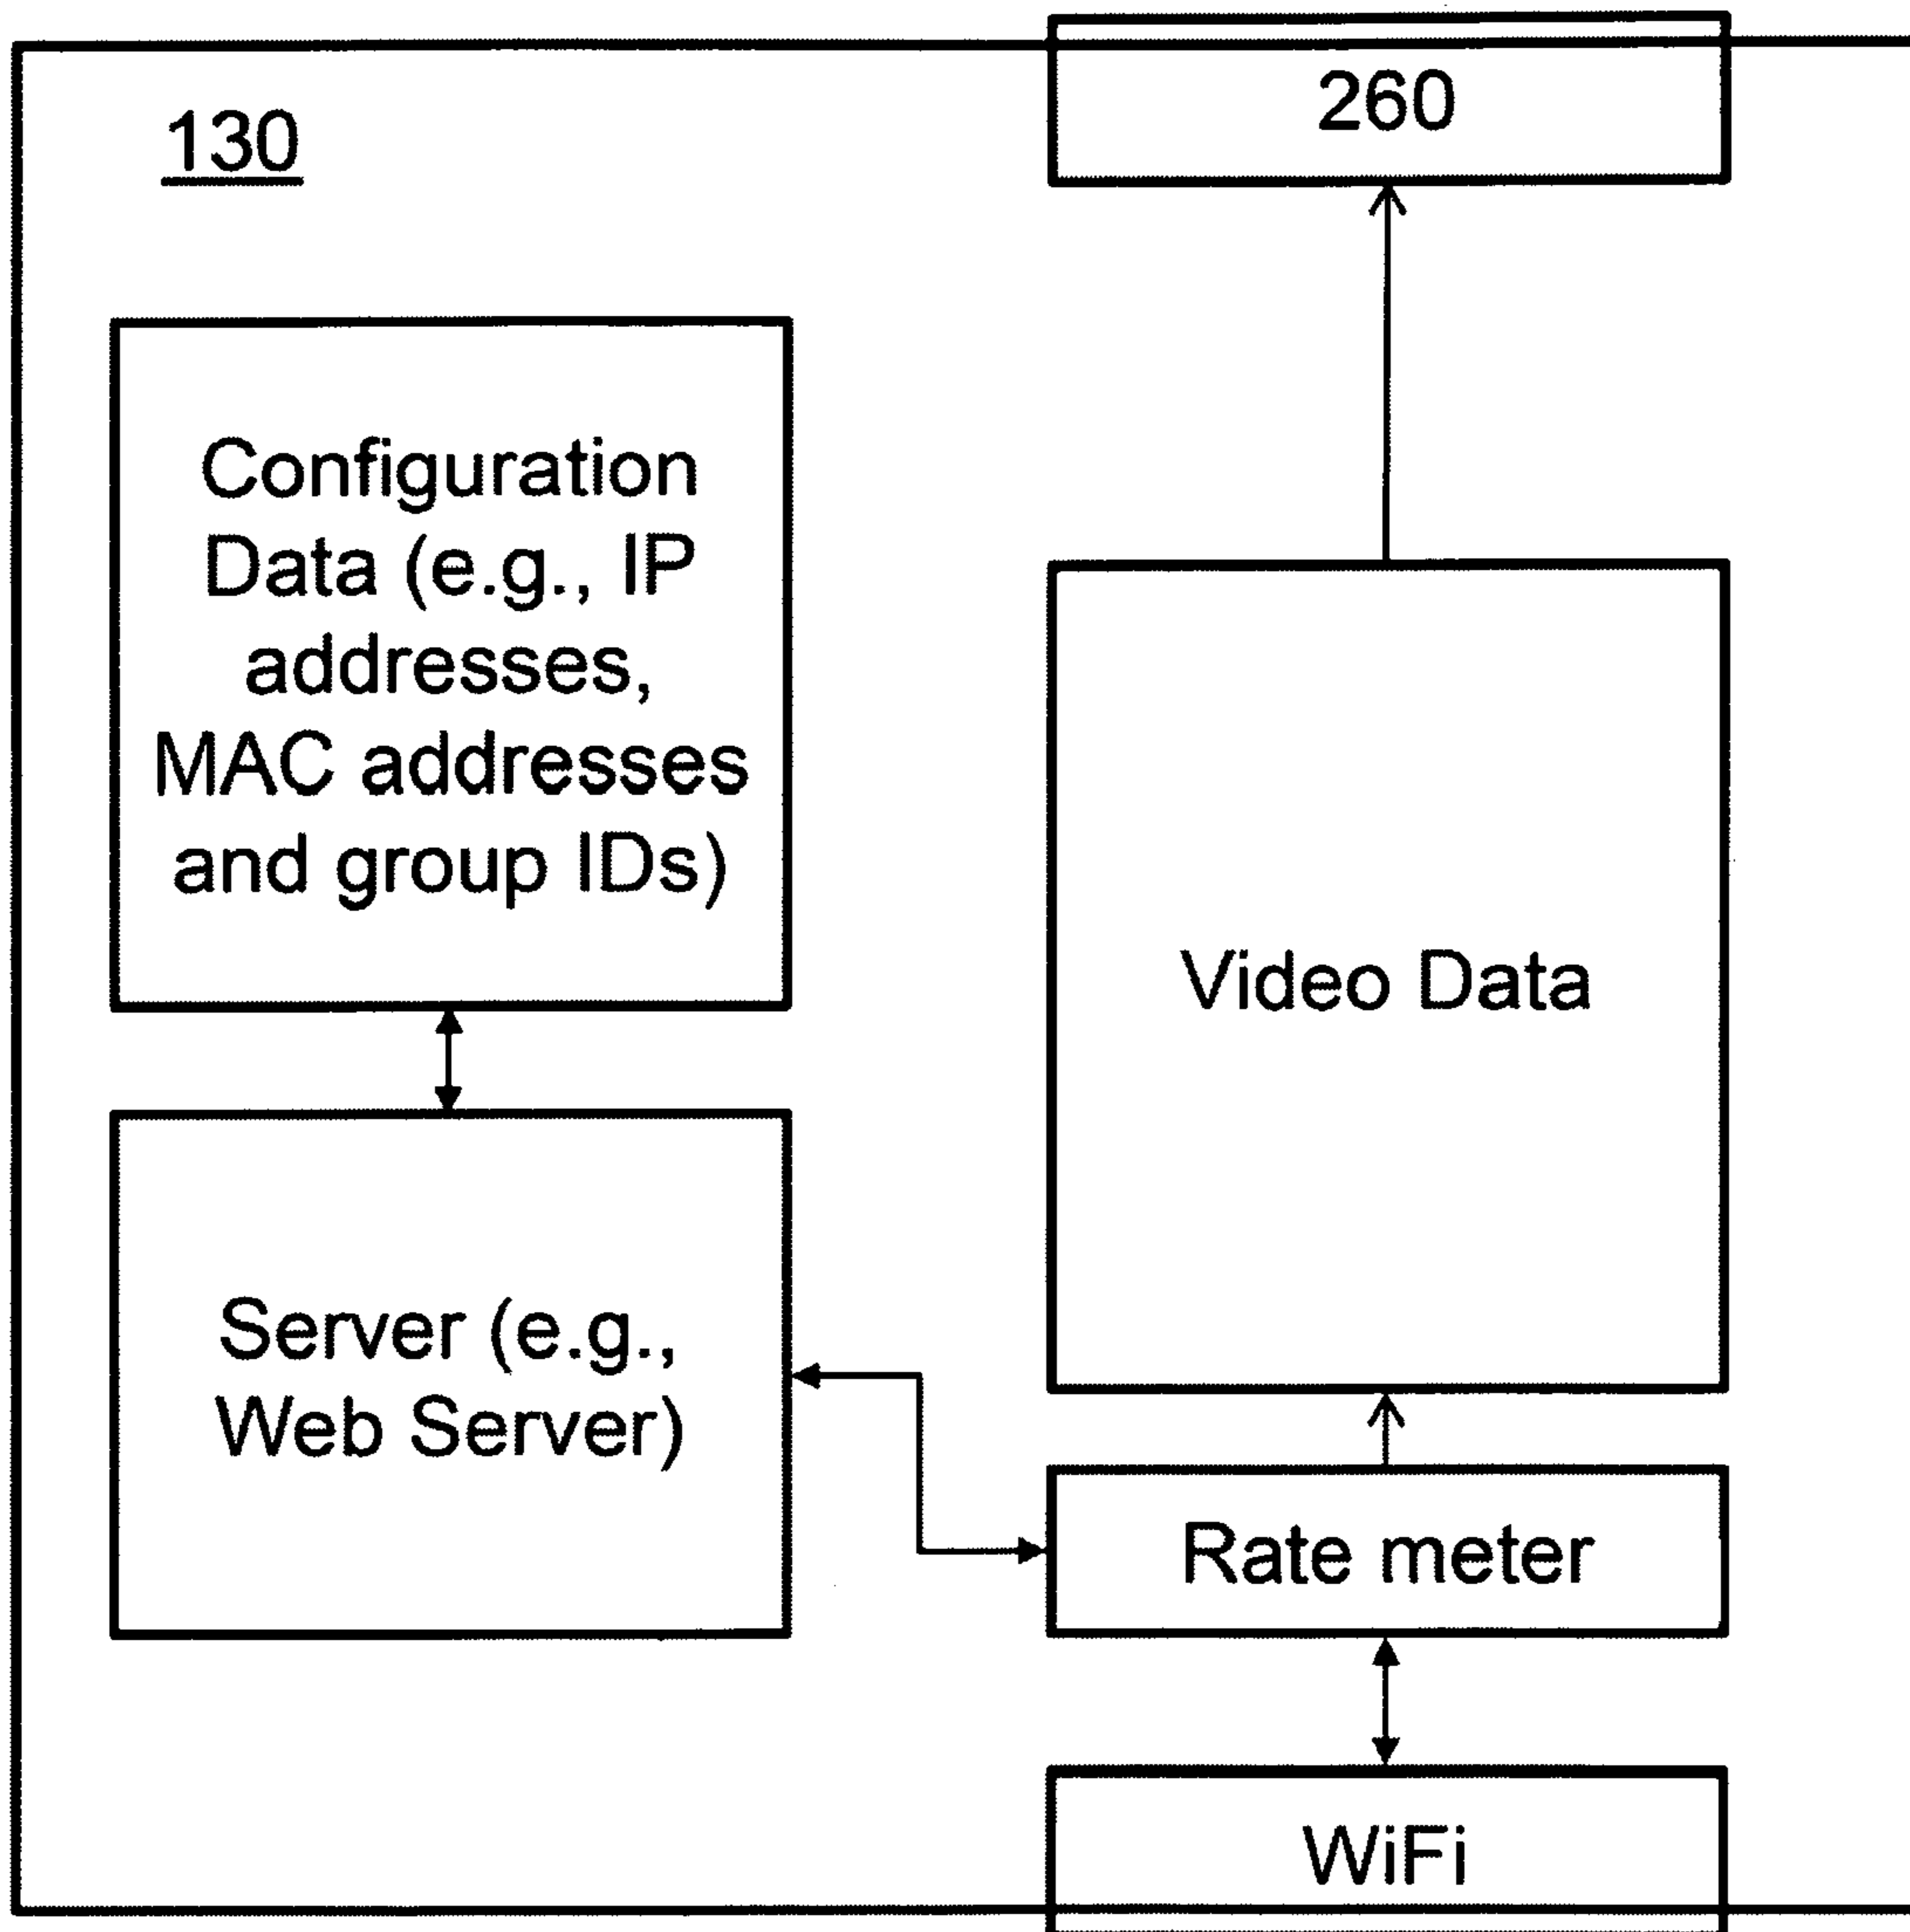 130
260
Configuration
Data (e.g., IP
addresses,
MAC addresses
and group IDs)
Video Data
Server (e.g.,
Web Server)
Rate meter
WiFi